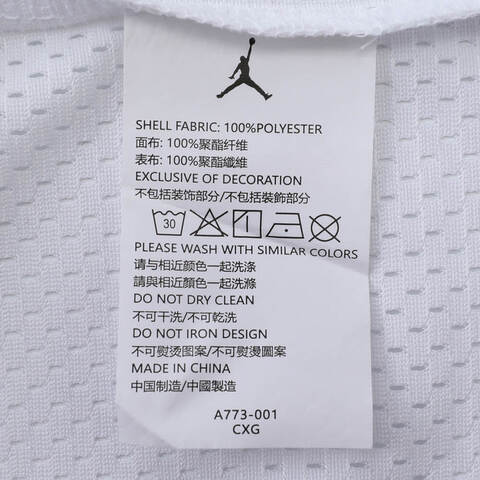 SHELL FABRIC: 100%POLYESTER
面布: 100%聚酯纤维
表布: 100%聚酯纖維
EXCLUSIVE OF DECORATION
不包括装饰部分/不包括裝飾部分
30
PLEASE WASH WITH SIMILAR COLORS
请与相近颜色一起洗涤
請與相近顏色一起洗滌
DO NOT DRY CLEAN
不可干洗/不可乾洗
DO NOT IRON DESIGN
不可熨烫图案/不可熨燙圖案
MADE IN CHINA
中国制造/中國製造
A773-001
CXG